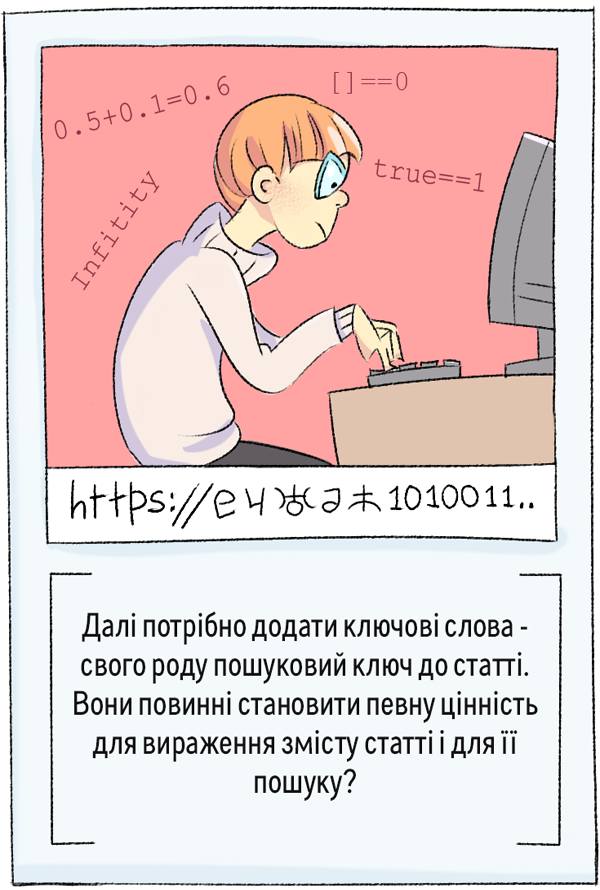 0.5+0.1=0.6
[]==0
true==1
Infitity
https://еч
1010011..
Далі потрібно додати ключові слова -
свого роду пошуковий ключ до статті.
Вони повинні становити певну цінність
для вираження змісту статті і для її
пошуку?